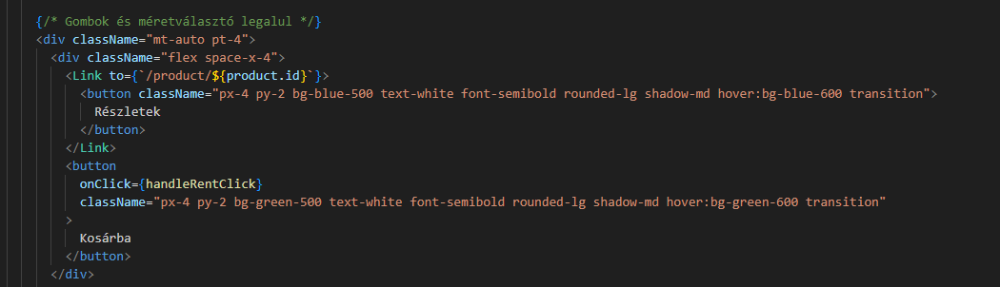 {/* Gombok és méretválasztó legalul */}
<div className="mt-auto pt-4">
<div className="flex space-x-4">
<Link to={`/product/${product.id}`}>
<button className="px-4 py-2 bg-blue-500 text-white font-semibold rounded-lg shadow-md hover:bg-blue-600 transition">
Részletek
</button>
</Link>
<button
onClick={handleRentClick}
className="px-4 py-2 bg-green-500 text-white font-semibold rounded-lg shadow-md hover:bg-green-600 transition"
>
Kosárba
</button>
</div>